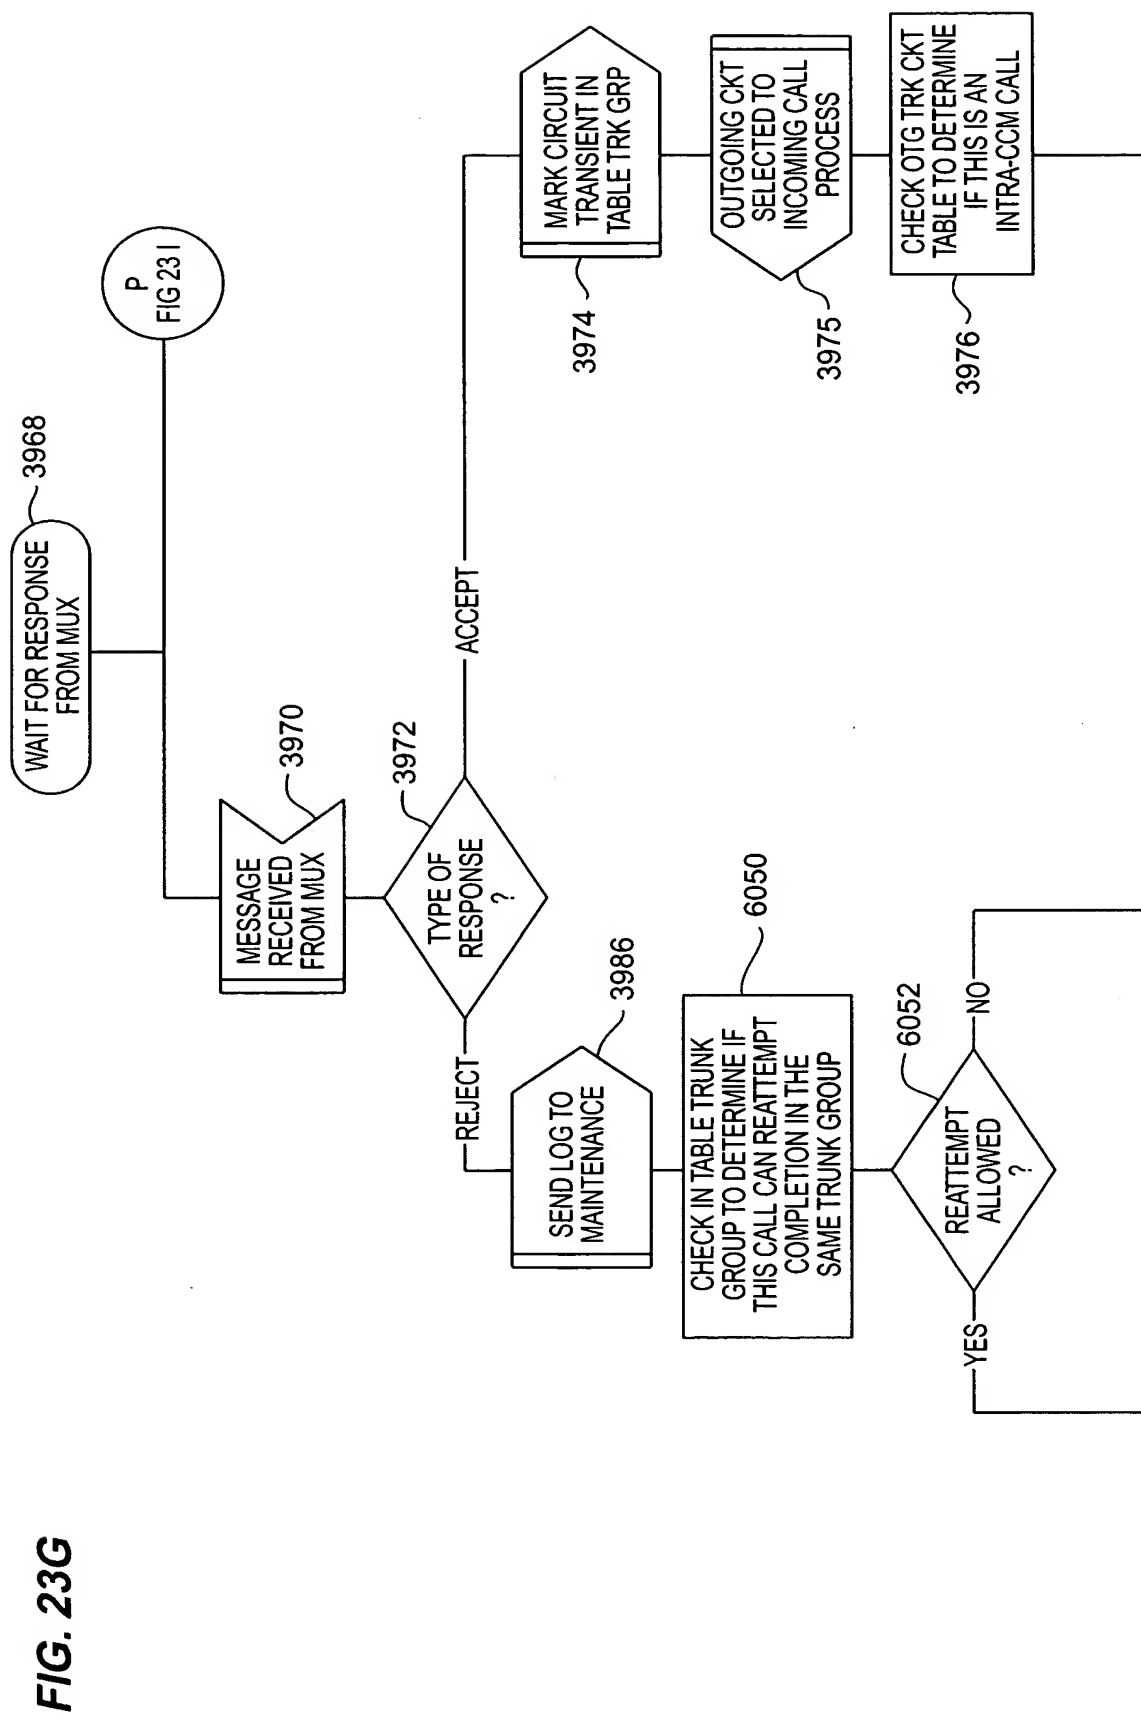 FIG. 23G
WAIT FOR RESPONSE
FROM MUX
3968
P
FIG 23 I
MESSAGE
RECEIVED
FROM MUX
3970
TYPE OF
RESPONSE
?
3972
REJECT
ACCEPT
SEND LOG TO
MAINTENANCE
3986
CHECK IN TABLE TRUNK
GROUP TO DETERMINE IF
THIS CALL CAN REATTEMPT
COMPLETION IN THE
SAME TRUNK GROUP
6050
REATTEMPT
ALLOWED
?
6052
YES
NO
MARK CIRCUIT
TRANSIENT IN
TABLE TRK GRP
3974
OUTGOING CKT
SELECTED TO
INCOMING CALL
PROCESS
3975
CHECK OTG TRK CKT
TABLE TO DETERMINE
IF THIS IS AN
INTRA-CCM CALL
3976